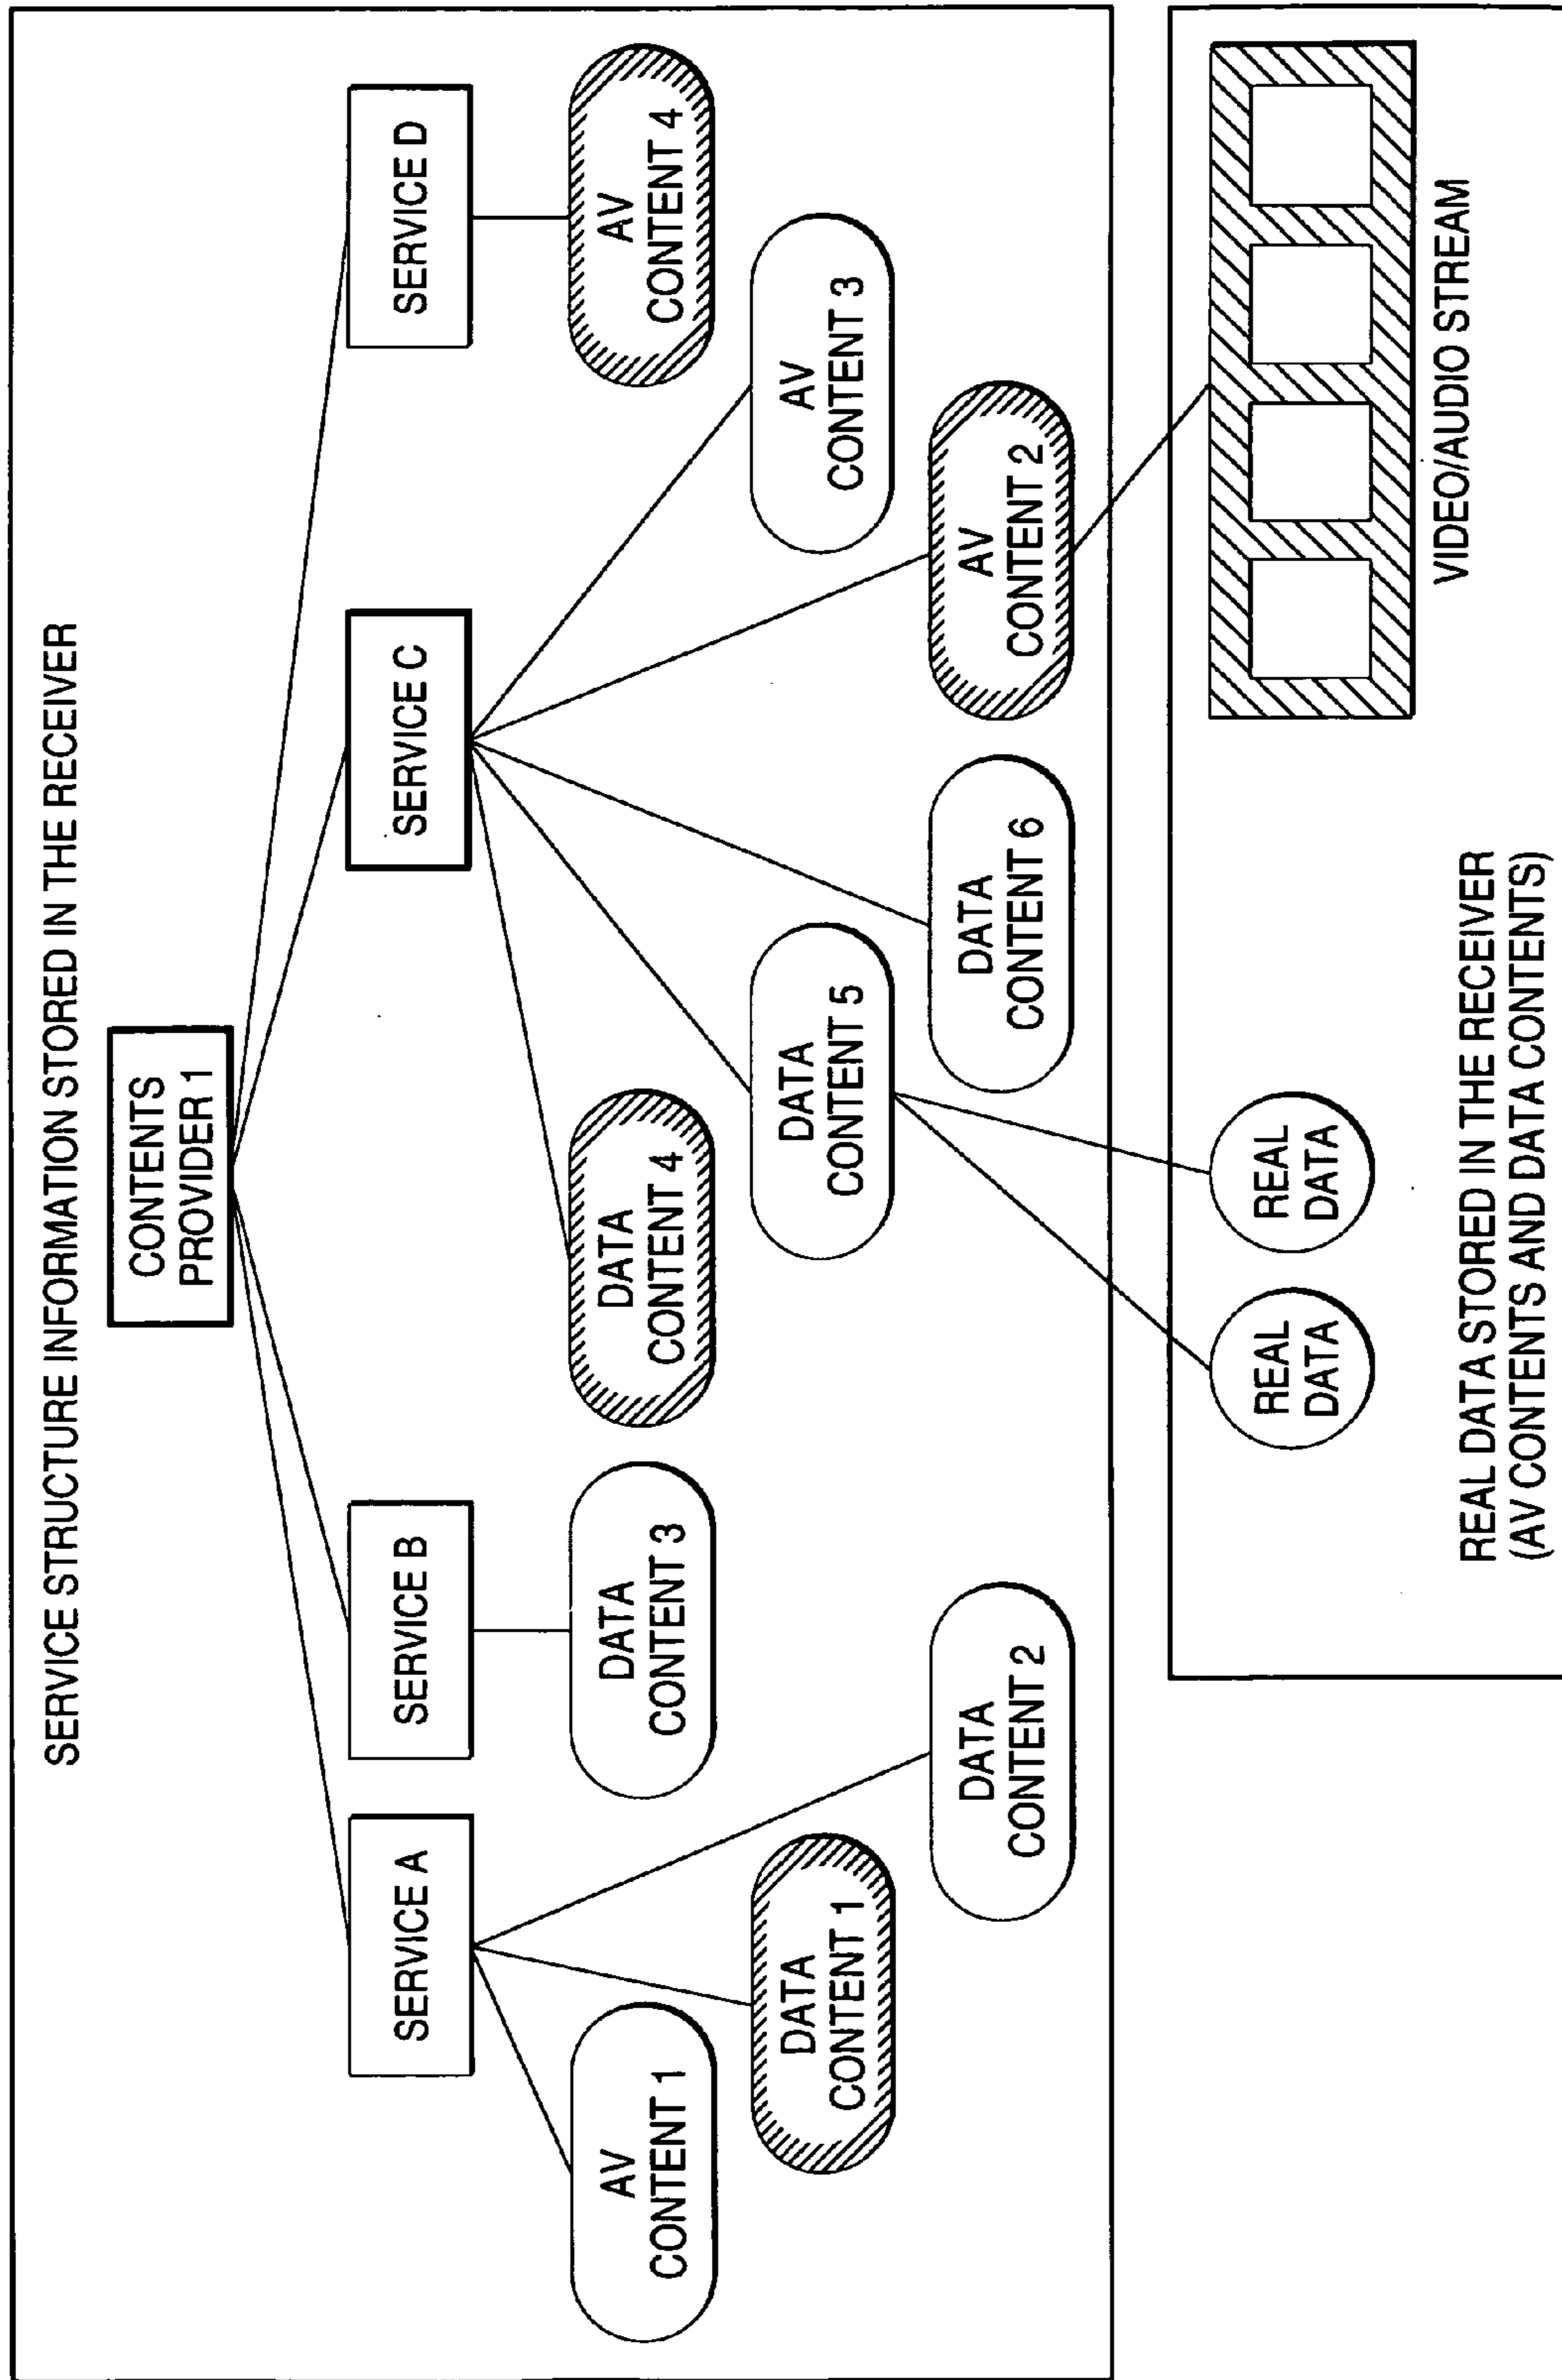 SERVICE STRUCTURE INFORMATION STORED IN THE RECEIVER
CONTENTS
PROVIDER 1
SERVICE A
SERVICE B
SERVICE C
SERVICE D
AV
CONTENT 1
DATA
CONTENT 3
DATA
CONTENT 4
AV
CONTENT 4
DATA
CONTENT 1
DATA
CONTENT 5
AV
CONTENT 3
DATA
CONTENT 2
DATA
CONTENT 6
AV
CONTENT 2
REAL
DATA
REAL
DATA
VIDEO/AUDIO STREAM
REAL DATA STORED IN THE RECEIVER
(AV CONTENTS AND DATA CONTENTS)